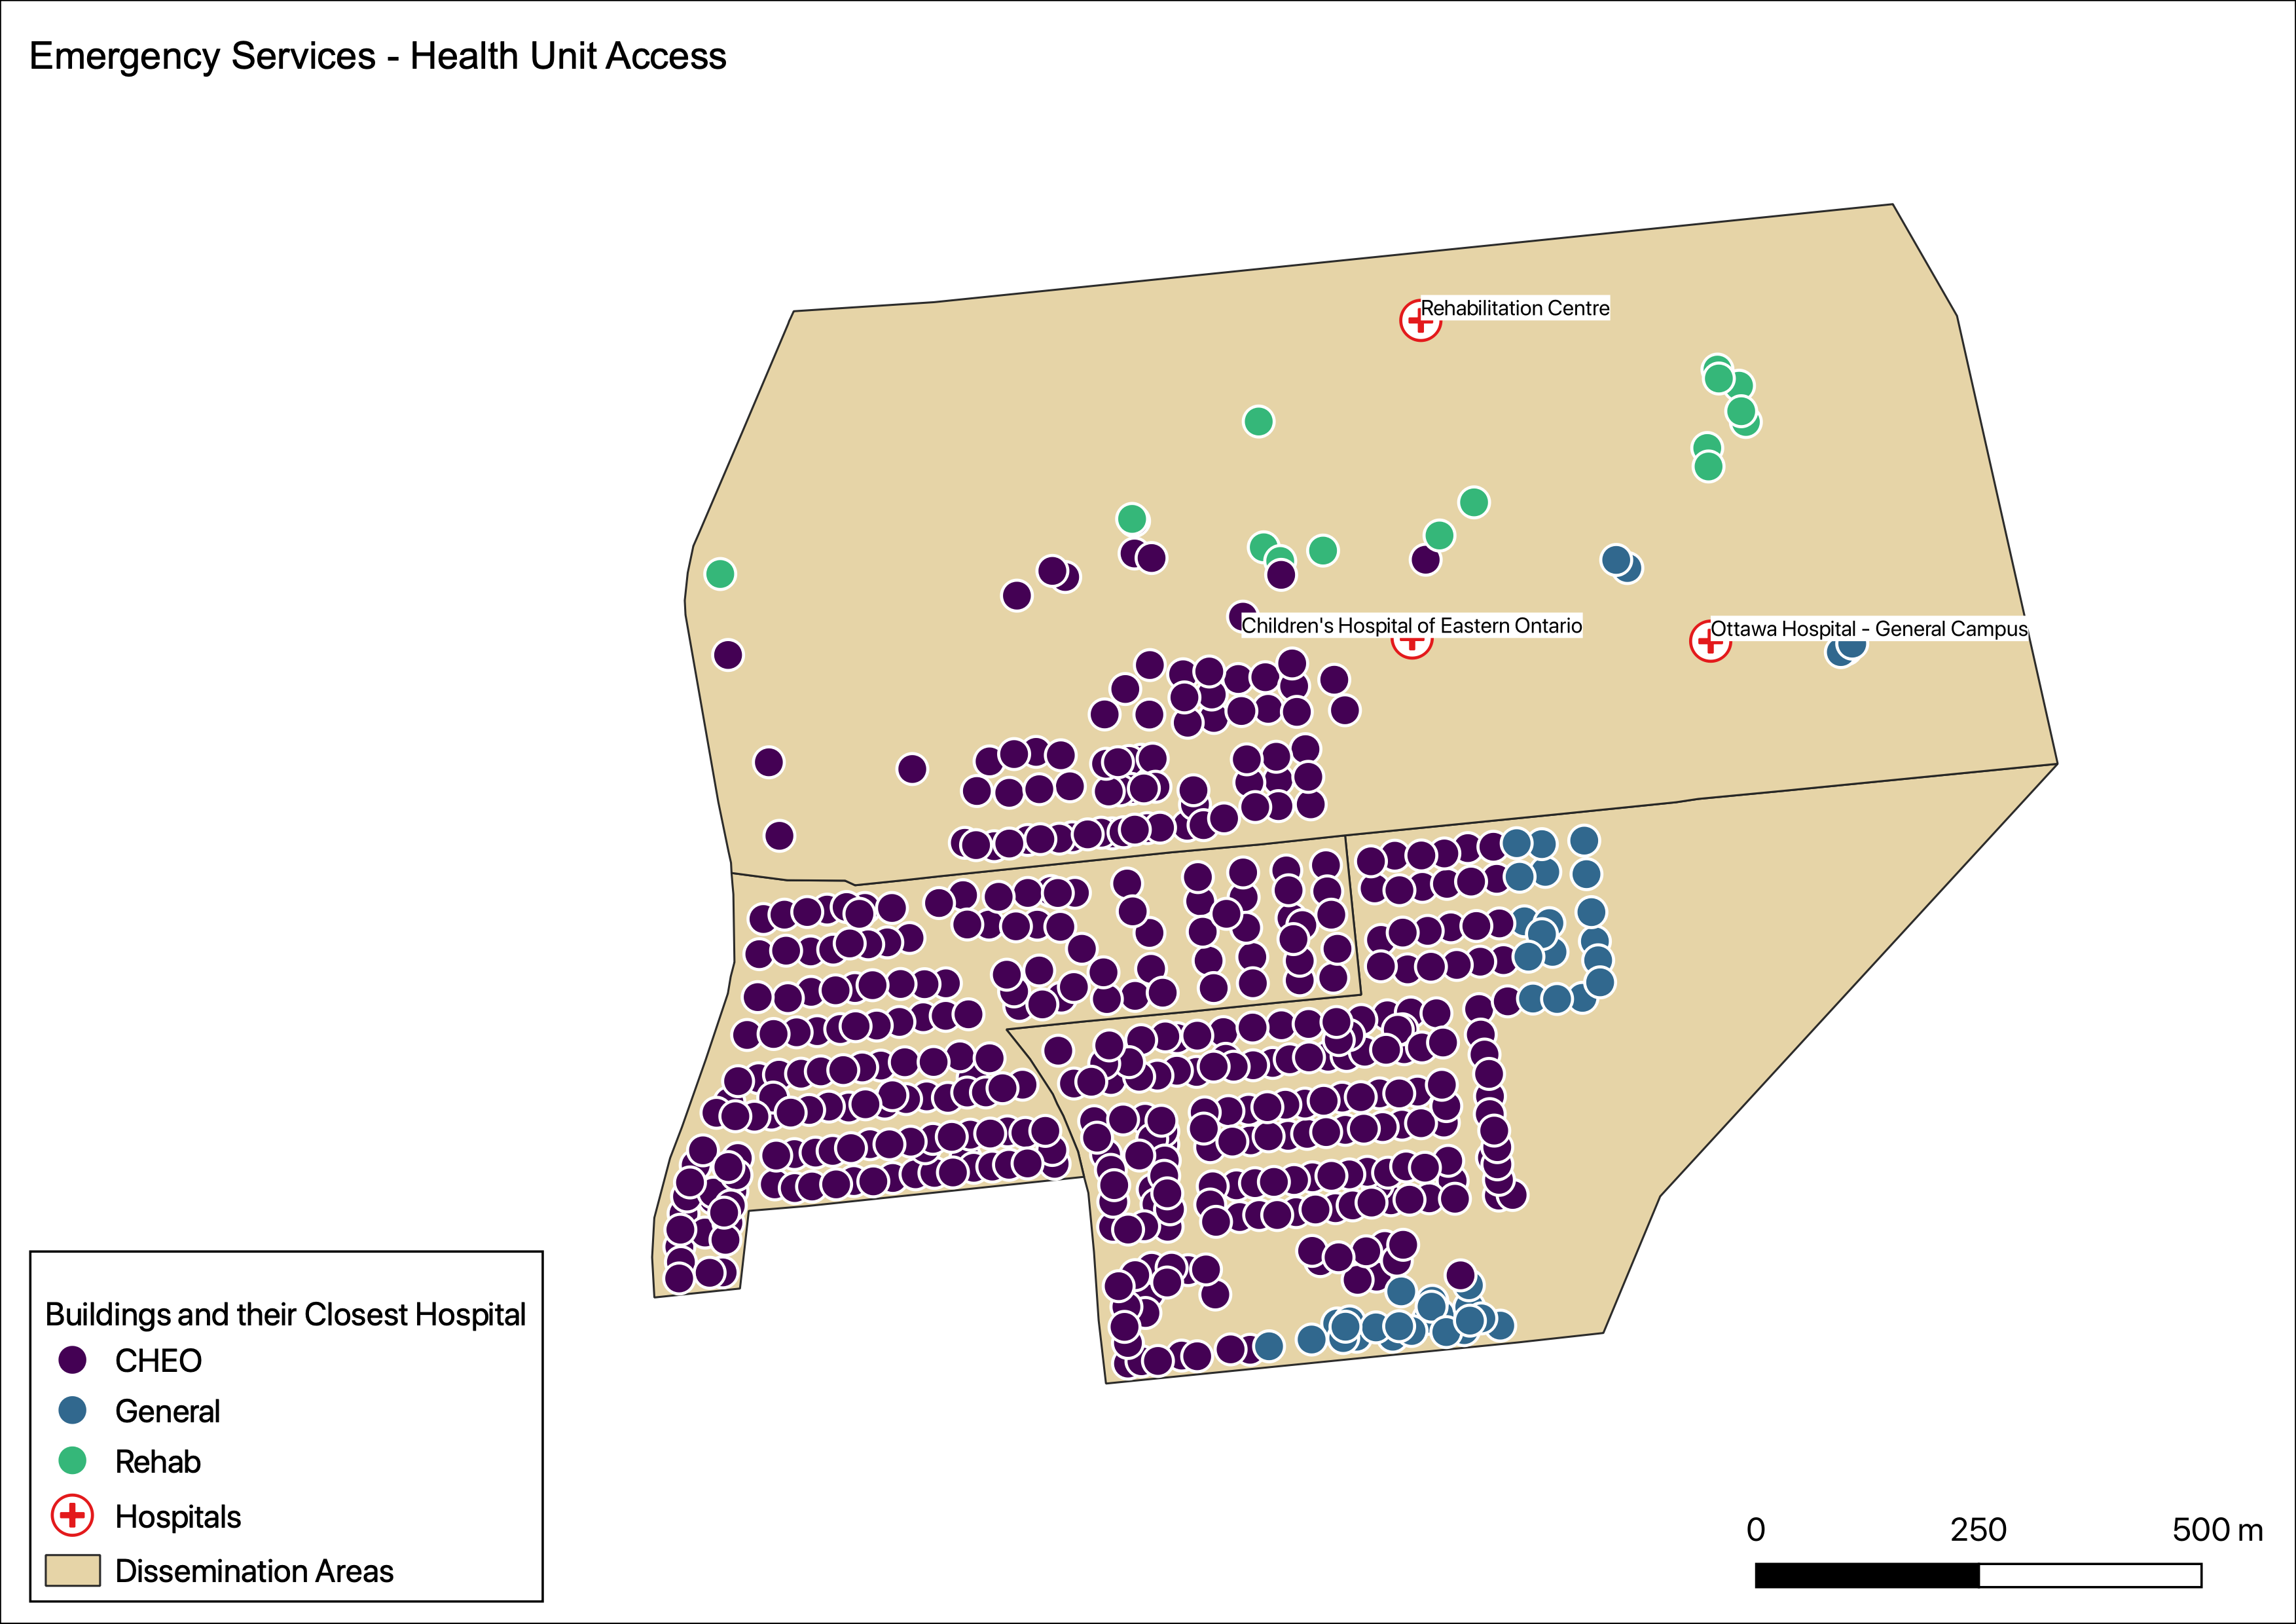 Emergency Services - Health Unit Access
Rehabilitation Centre
Children's Hospital of Eastern Ontario
Ottawa Hospital - General Campus
Buildings and their Closest Hospital
CHEO
General
Rehab
Hospitals
Dissemination Areas
0 250 500 m